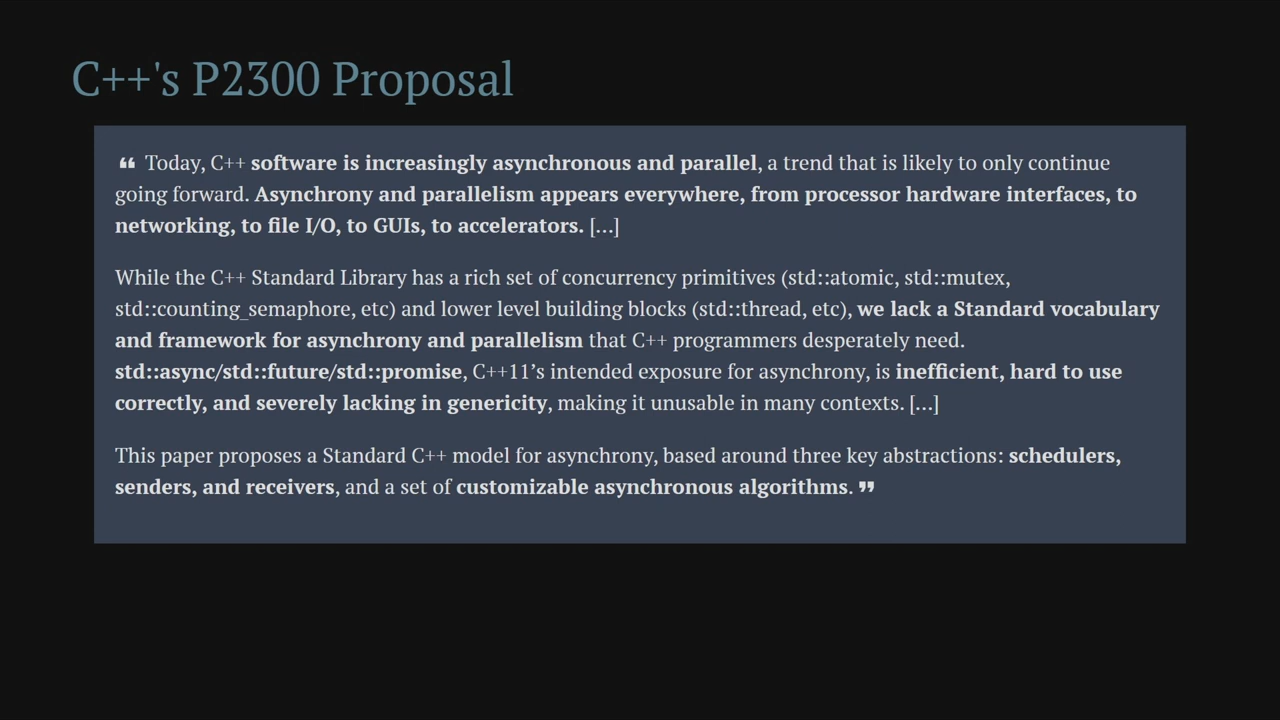 C++'s P2300 Proposal
❝ Today, C++ software is increasingly asynchronous and parallel, a trend that is likely to only continue
going forward. Asynchrony and parallelism appears everywhere, from processor hardware interfaces, to
networking, to file I/O, to GUIs, to accelerators. […]
While the C++ Standard Library has a rich set of concurrency primitives (std::atomic, std::mutex,
std::counting_semaphore, etc) and lower level building blocks (std::thread, etc), we lack a Standard vocabulary
and framework for asynchrony and parallelism that C++ programmers desperately need.
std::async/std::future/std::promise, C++11’s intended exposure for asynchrony, is inefficient, hard to use
correctly, and severely lacking in genericity, making it unusable in many contexts. […]
This paper proposes a Standard C++ model for asynchrony, based around three key abstractions: schedulers,
senders, and receivers, and a set of customizable asynchronous algorithms. ❞